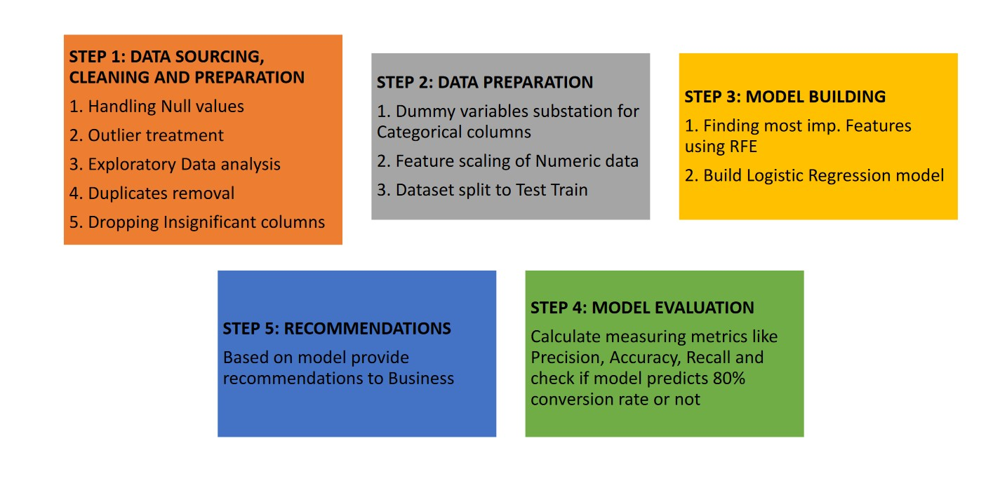 STEP 1: DATA SOURCING,
CLEANING AND PREPARATION
1. Handling Null values
2. Outlier treatment
3. Exploratory Data analysis
4. Duplicates removal
5. Dropping Insignificant columns
STEP 2: DATA PREPARATION
1. Dummy variables substation for
Categorical columns
2. Feature scaling of Numeric data
3. Dataset split to Test Train
STEP 3: MODEL BUILDING
1. Finding most imp. Features
using RFE
2. Build Logistic Regression model
STEP 4: MODEL EVALUATION
Calculate measuring metrics like
Precision, Accuracy, Recall and
check if model predicts 80%
conversion rate or not
STEP 5: RECOMMENDATIONS
Based on model provide
recommendations to Business